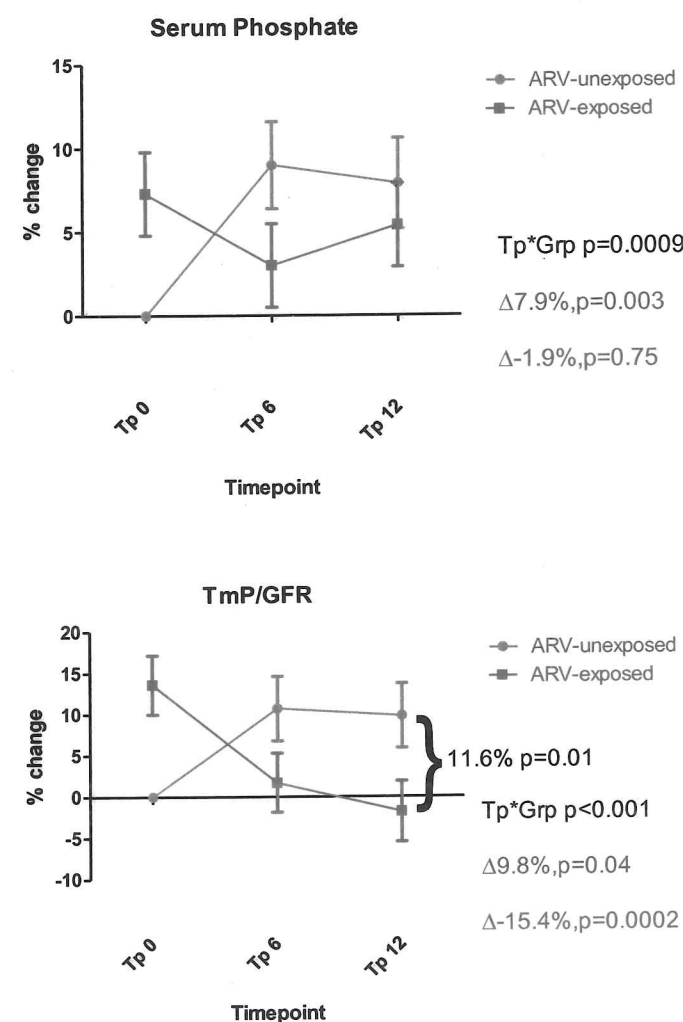 Serum Phosphate
15
10
5
0
% change
Tp 0
Tp 6
Tp 12
Timepoint
ARV-unexposed
ARV-exposed
Tp*Grp p=0.0009
Δ7.9%,p=0.003
Δ-1.9%,p=0.75
TmP/GFR
20
15
10
5
0
-5
-10
% change
Tp 0
Tp 6
Tp 12
Timepoint
ARV-unexposed
ARV-exposed
11.6% p=0.01
Tp*Grp p<0.001
Δ9.8%,p=0.04
Δ-15.4%,p=0.0002